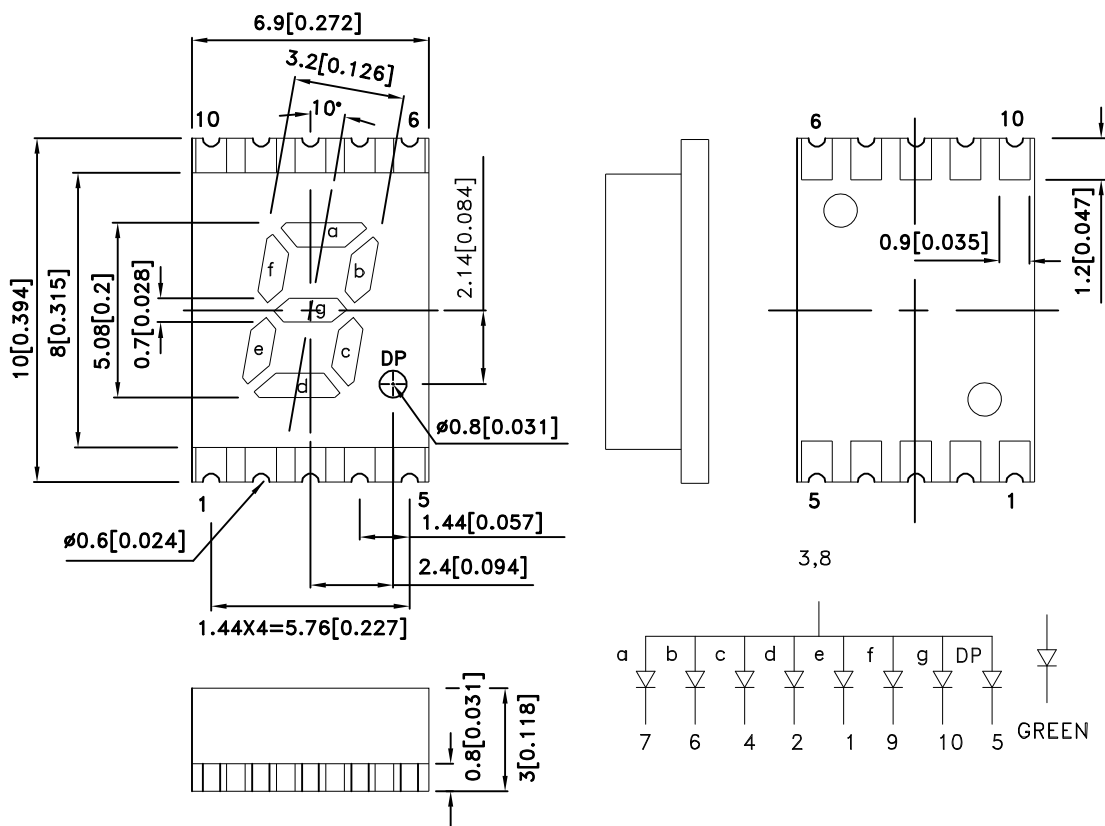 6.9[0.272]
3.2[0.126]
10°
10
6
a
f
b
g
e
c
d
DP
10[0.394]
8[0.315]
5.08[0.2]
0.7[0.028]
2.14[0.084]
ø0.8[0.031]
1
5
ø0.6[0.024]
1.44[0.057]
2.4[0.094]
1.44X4=5.76[0.227]
0.8[0.031]
3[0.118]
6
10
0.9[0.035]
1.2[0.047]
5
1
3,8
a b c d e f g DP
7 6 4 2 1 9 10 5
GREEN